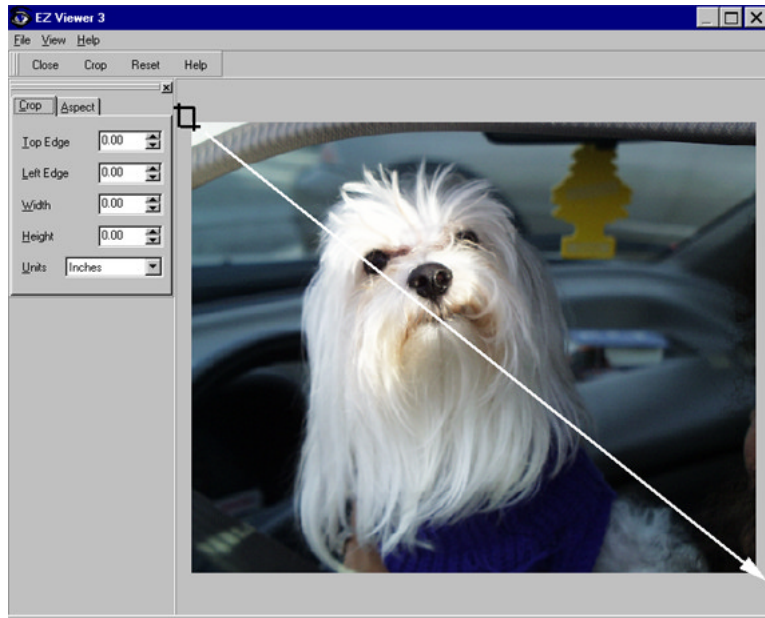 EZ Viewer 3
File View Help
Close Crop Reset Help
Crop Aspect
Top Edge 0.00
Left Edge 0.00
Width 0.00
Height 0.00
Units Inches